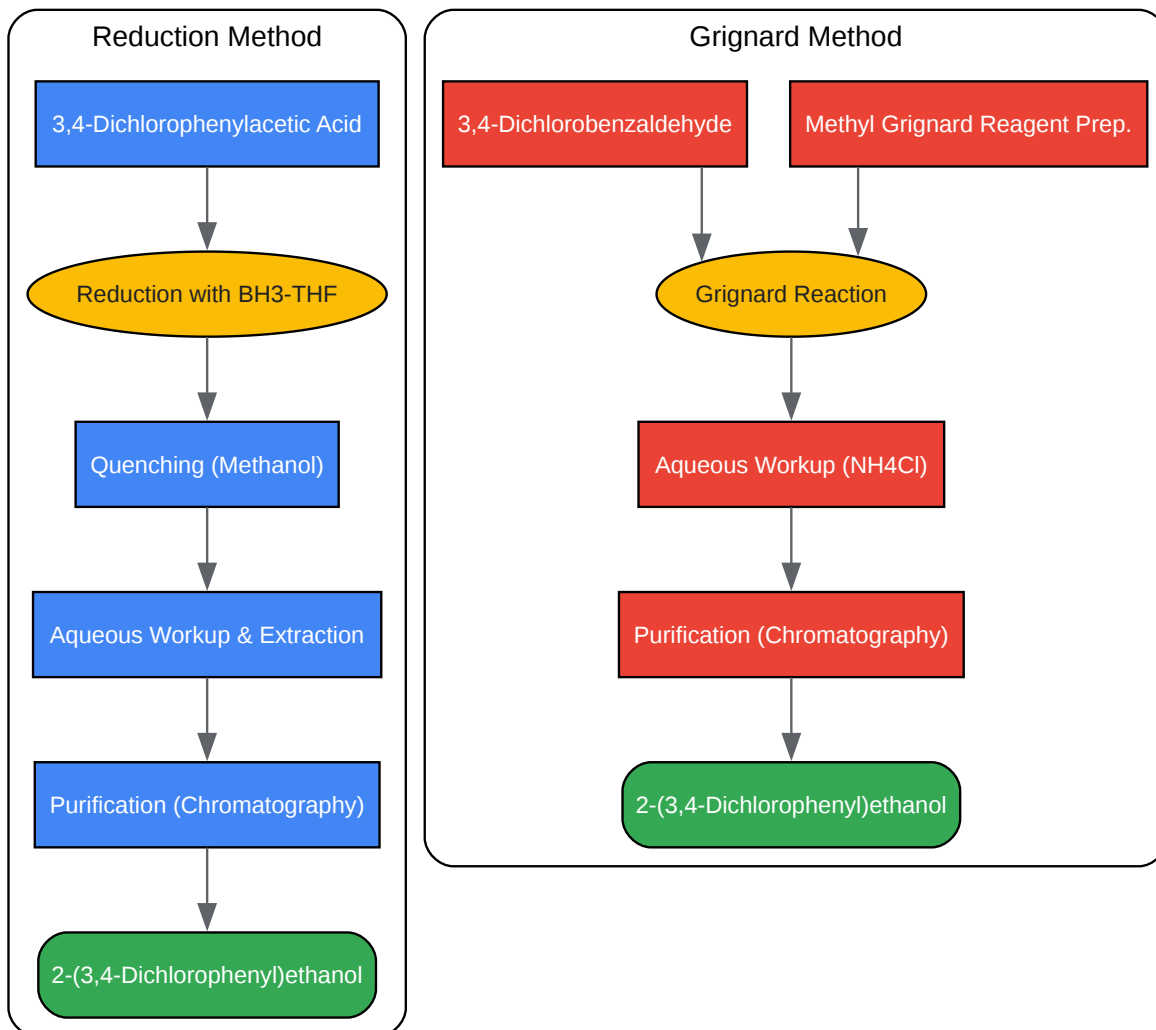 Reduction Method
3,4-Dichlorophenylacetic Acid
Reduction with BH3-THF
Quenching (Methanol)
Aqueous Workup & Extraction
Purification (Chromatography)
2-(3,4-Dichlorophenyl)ethanol
Grignard Method
3,4-Dichlorobenzaldehyde
Methyl Grignard Reagent Prep.
Grignard Reaction
Aqueous Workup (NH4Cl)
Purification (Chromatography)
2-(3,4-Dichlorophenyl)ethanol